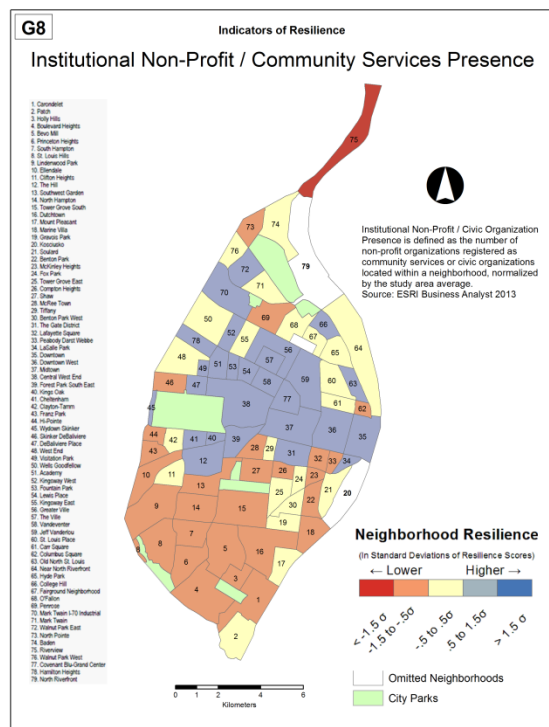 G8
Indicators of Resilience
Institutional Non-Profit / Community Services Presence
1. Carondelet
2. Patch
3. Holly Hills
4. Boulevard Heights
5. Bevo Mill
6. Princeton Heights
7. South Hampton
8. St. Louis Hills
9. Lindenwood Park
10. Ellendale
11. Clifton Heights
12. The Hill
13. Southwest Garden
14. North Hampton
15. Tower Grove South
16. Dutchtown
17. Mount Pleasant
18. Marine Villa
19. Gravois Park
20. Kosciusko
21. Soulard
22. Benton Park
23. McKinley Heights
24. Fox Park
25. Tower Grove East
26. Compton Heights
27. Shaw
28. McRee Town
29. Tiffany
30. Benton Park West
31. The Gate District
32. Lafayette Square
33. Peabody Darst Webbe
34. LaSalle Park
35. Downtown
36. Downtown West
37. Midtown
38. Central West End
39. Forest Park South East
40. Kings Oak
41. Cheltenham
42. Clayton-Tamm
43. Franz Park
44. Hi-Pointe
45. Wydown Skinker
46. Skinker DeBaliviere
47. DeBaliviere Place
48. West End
49. Visitation Park
50. Wells Goodfellow
51. Academy
52. Kingsway West
53. Fountain Park
54. Lewis Place
55. Kingsway East
56. Greater Ville
57. The Ville
58. Vandeventer
59. Jeff Vanderlou
60. St. Louis Place
61. Carr Square
62. Columbus Square
63. Old North St. Louis
64. Near North Riverfront
65. Hyde Park
66. College Hill
67. Fairground Neighborhood
68. O'Fallon
69. Penrose
70. Mark Twain I-70 Industrial
71. Mark Twain
72. Walnut Park East
73. North Pointe
74. Baden
75. Riverview
76. Walnut Park West
77. Covenant Blu-Grand Center
78. Hamilton Heights
79. North Riverfront
75
Institutional Non-Profit / Civic Organization
Presence is defined as the number of
non-profit organizations registered as
community services or civic organizations
located within a neighborhood, normalized
by the study area average.
Source: ESRI Business Analyst 2013
73 74
76 72 79
70 71
50 69 68 66
67
78 52 55 56 65 64
48 49 51 53 54 57 59 63
46 47 58 60
45 38 77 61 62
44 42 41 40 39 37 36 35
43 28 29 31 32 33 34
10 11 12 13 27 26 24 23 21 20
9 14 15 25 30 22
8 7 19 18
6 5 16 17
4 3 1
2
Neighborhood Resilience
(In Standard Deviations of Resilience Scores)
← Lower Higher →
< -1.5 σ
-1.5 to -.5σ
-.5 to .5σ
.5 to 1.5σ
> 1.5 σ
Omitted Neighborhoods
City Parks
0 1 2 4 6
Kilometers